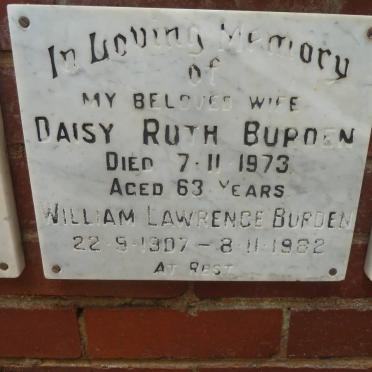 In Loving Memory
of
MY BELOVED WIFE
DAISY RUTH BURDEN
DIED 7·11·1973
AGED 63 YEARS
WILLIAM LAWRENCE BURDEN
22·9·1907 – 8·11·1982
AT REST